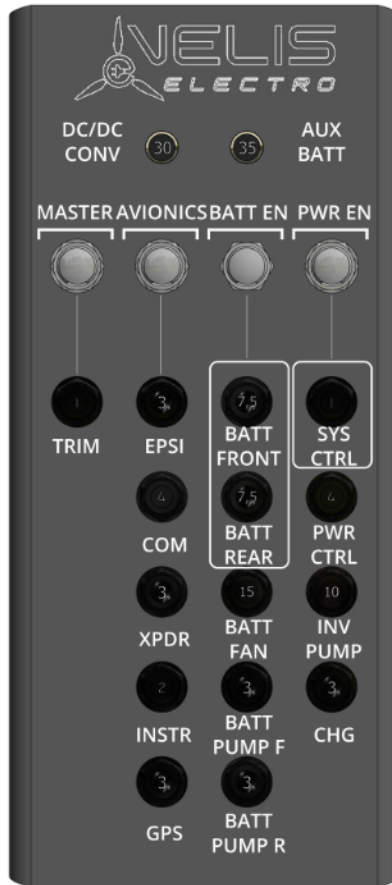 VELIS
ELECTRO
DC/DC
CONV
30
35
AUX
BATT
MASTER AVIONICS BATT EN PWR EN
1
3
7,5
1
TRIM
EPSI
BATT
FRONT
SYS
CTRL
4
7,5
4
COM
BATT
REAR
PWR
CTRL
3
15
10
XPDR
BATT
FAN
INV
PUMP
2
3
3
INSTR
BATT
PUMP F
CHG
3
3
GPS
BATT
PUMP R